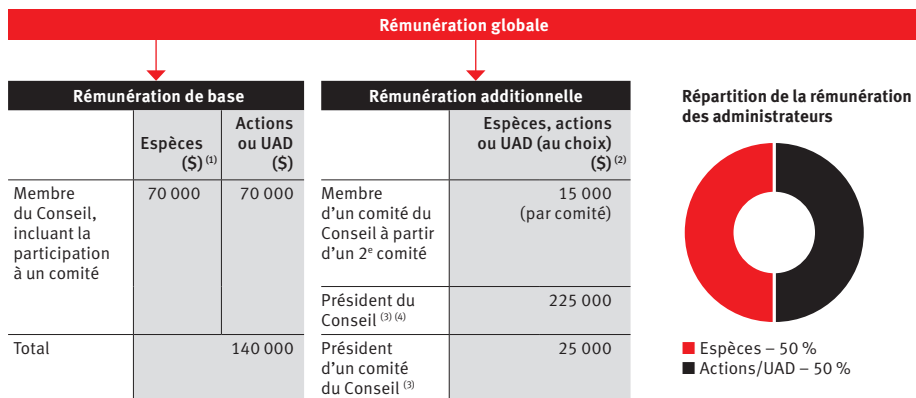 Rémunération globale
Rémunération de base
Espèces
($) (1)
Actions
ou UAD
($)
Membre
du Conseil,
incluant la
participation
à un comité
70 000
70 000
Total
140 000
Rémunération additionnelle
Espèces, actions
ou UAD (au choix)
($) (2)
Membre
d’un comité du
Conseil à partir
d’un 2e comité
15 000
(par comité)
Président du
Conseil (3) (4)
225 000
Président
d’un comité
du Conseil (3)
25 000
Répartition de la rémunération
des administrateurs
Espèces – 50 %
Actions/UAD – 50 %